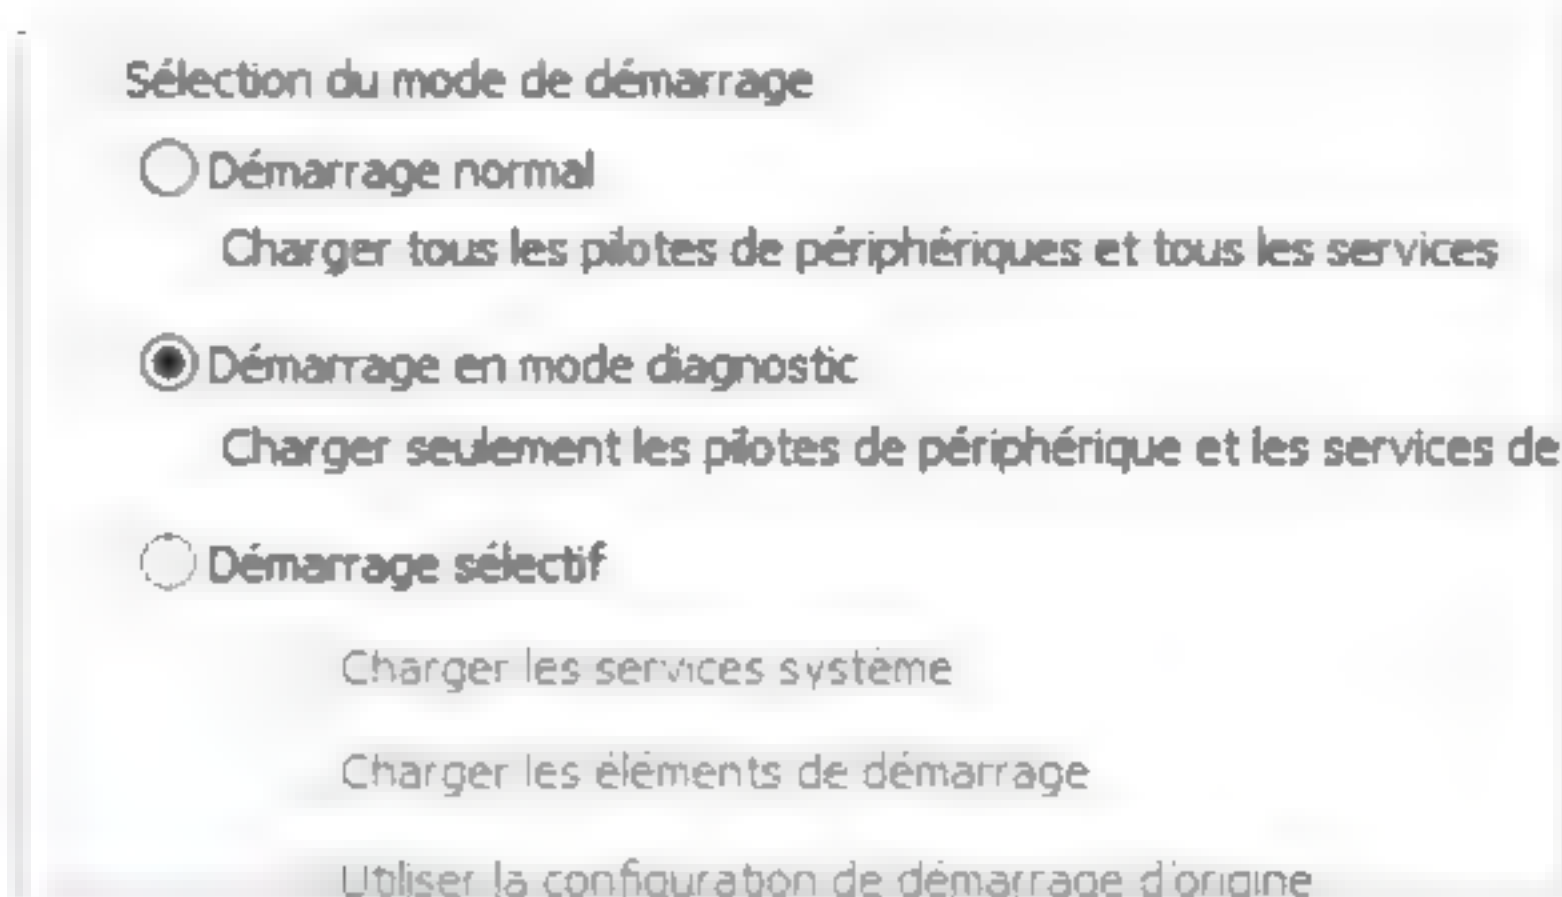 Sélection du mode de démarrage
Démarrage normal
Charger tous les pilotes de périphériques et tous les services
Démarrage en mode diagnostic
Charger seulement les pilotes de périphérique et les services de
Démarrage sélectif
Charger les services système
Charger les éléments de démarrage
Utiliser la configuration de démarrage d'origine